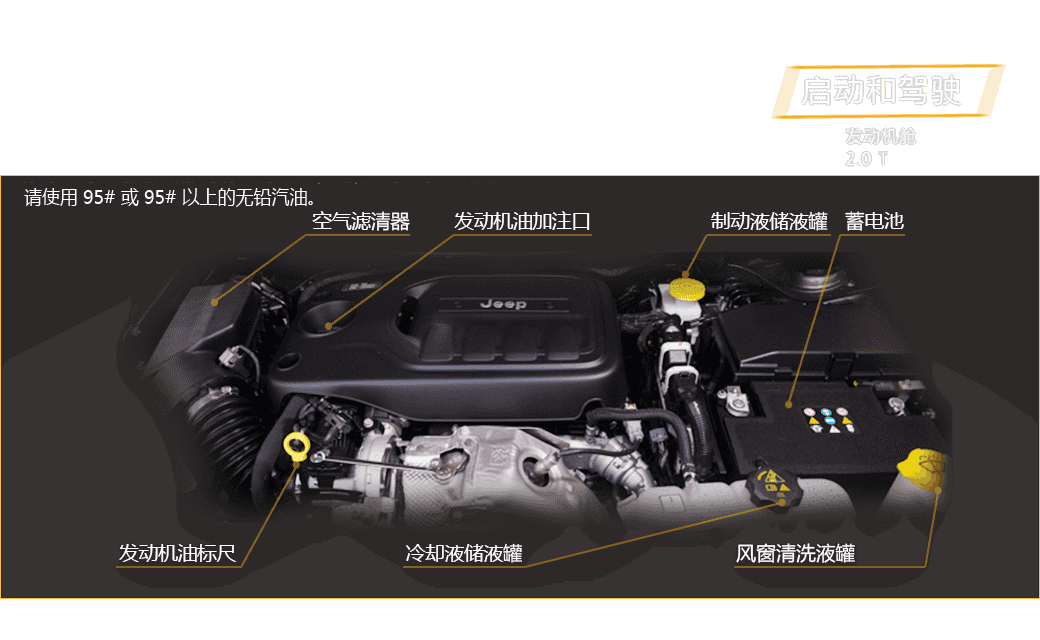 启动和驾驶
发动机舱
2.0 T
请使用 95# 或 95# 以上的无铅汽油。
空气滤清器
发动机油加注口
制动液储液罐
蓄电池
Jeep
发动机油标尺
冷却液储液罐
风窗清洗液罐